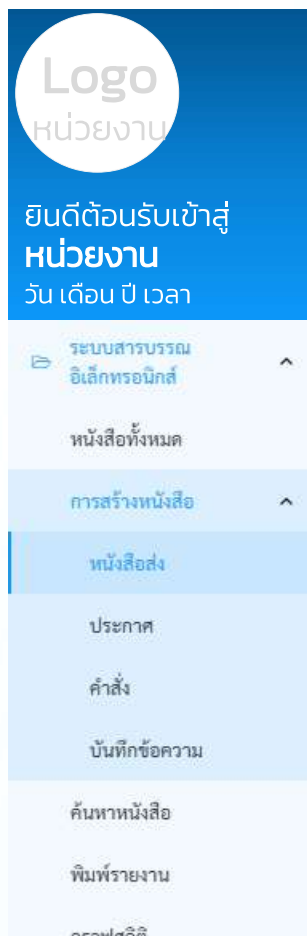 Logo
หน่วยงาน
ยินดีต้อนรับเข้าสู่
หน่วยงาน
วัน เดือน ปี เวลา
ระบบสารบรรณ
อิเล็กทรอนิกส์
หนังสือทั้งหมด
การสร้างหนังสือ
หนังสือส่ง
ประกาศ
คำสั่ง
บันทึกข้อความ
ค้นหาหนังสือ
พิมพ์รายงาน